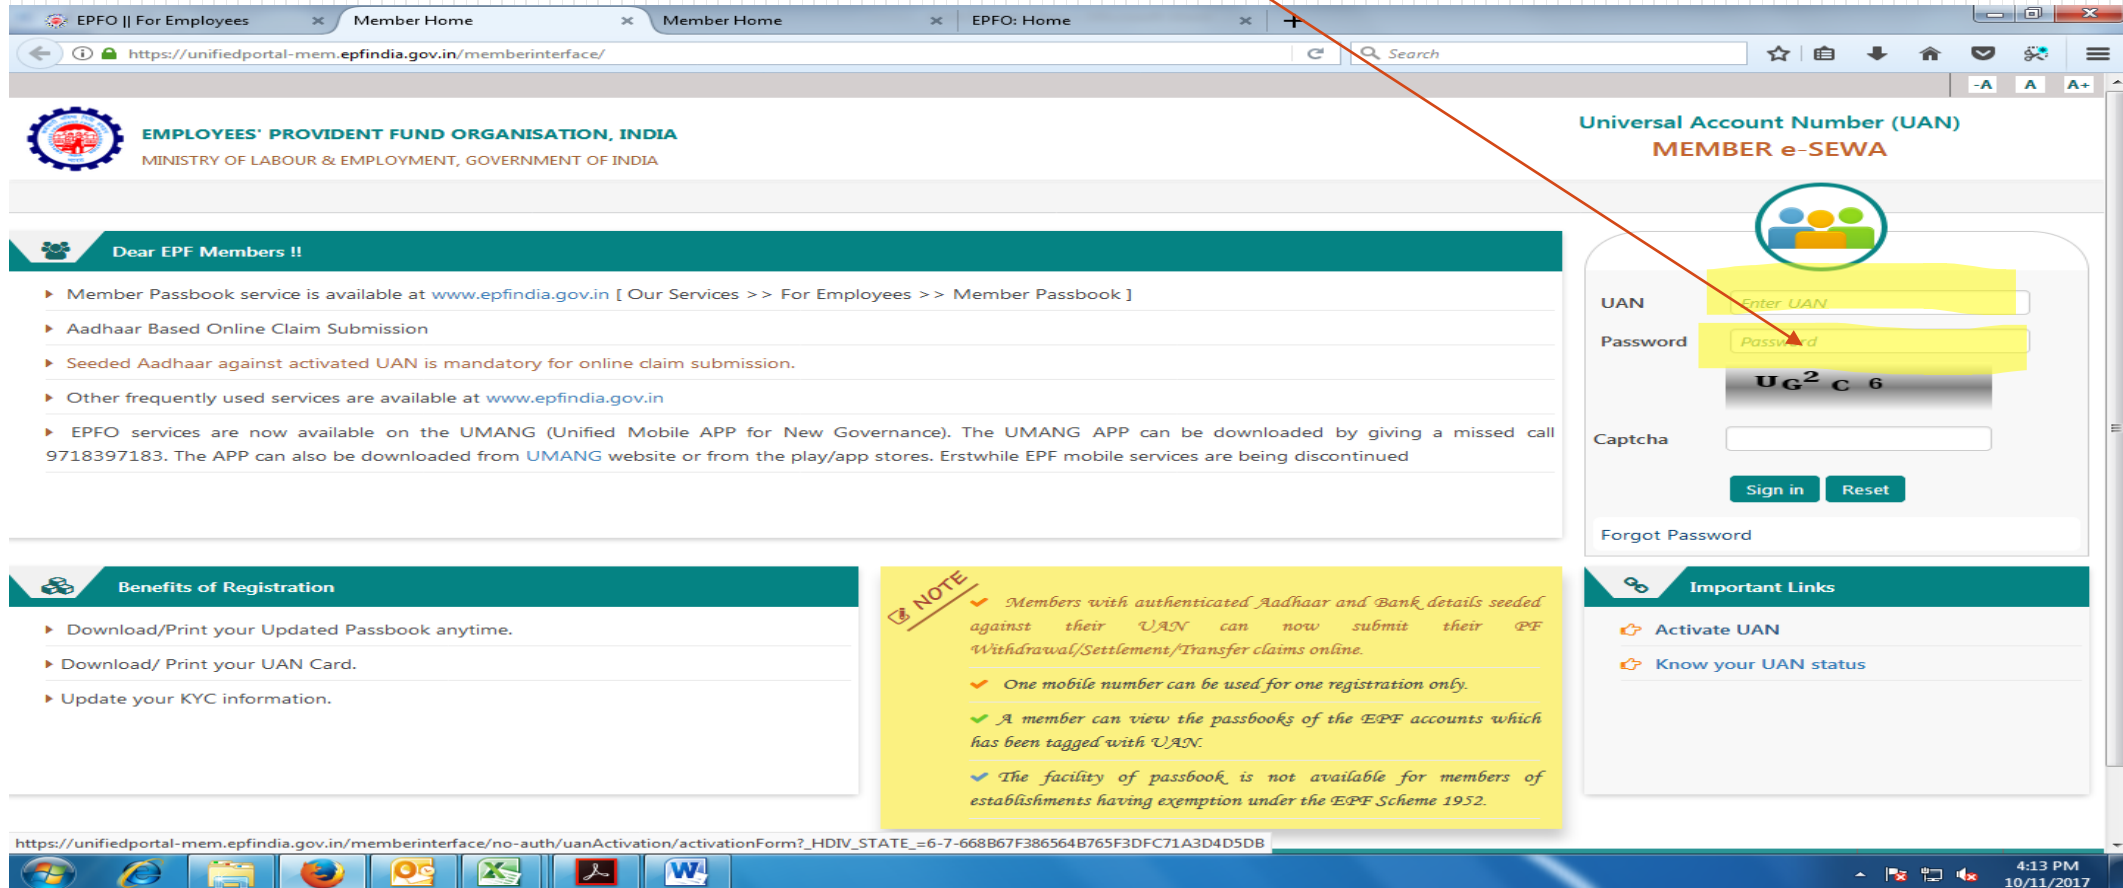 EPFO || For Employees
Member Home
Member Home
EPFO: Home
https://unifiedportal-mem.epfindia.gov.in/memberinterface/
Search
-A A A+
EMPLOYEES' PROVIDENT FUND ORGANISATION, INDIA
MINISTRY OF LABOUR & EMPLOYMENT, GOVERNMENT OF INDIA
Universal Account Number (UAN)
MEMBER e-SEWA
Dear EPF Members !!
Member Passbook service is available at www.epfindia.gov.in [ Our Services >> For Employees >> Member Passbook ]
Aadhaar Based Online Claim Submission
Seeded Aadhaar against activated UAN is mandatory for online claim submission.
Other frequently used services are available at www.epfindia.gov.in
EPFO services are now available on the UMANG (Unified Mobile APP for New Governance). The UMANG APP can be downloaded by giving a missed call
9718397183. The APP can also be downloaded from UMANG website or from the play/app stores. Erstwhile EPF mobile services are being discontinued
UAN
Enter UAN
Password
Password
UG2 C 6
Captcha
Sign in
Reset
Forgot Password
Benefits of Registration
Download/Print your Updated Passbook anytime.
Download/ Print your UAN Card.
Update your KYC information.
NOTE
Members with authenticated Aadhaar and Bank details seeded
against their UAN can now submit their PF
Withdrawal/Settlement/Transfer claims online.
One mobile number can be used for one registration only.
A member can view the passbooks of the EPF accounts which
has been tagged with UAN.
The facility of passbook is not available for members of
establishments having exemption under the EPF Scheme 1952.
Important Links
Activate UAN
Know your UAN status
https://unifiedportal-mem.epfindia.gov.in/memberinterface/no-auth/uanActivation/activationForm?_HDIV_STATE_=6-7-668B67F386564B765F3DFC71A3D4D5DB
4:13 PM
10/11/2017